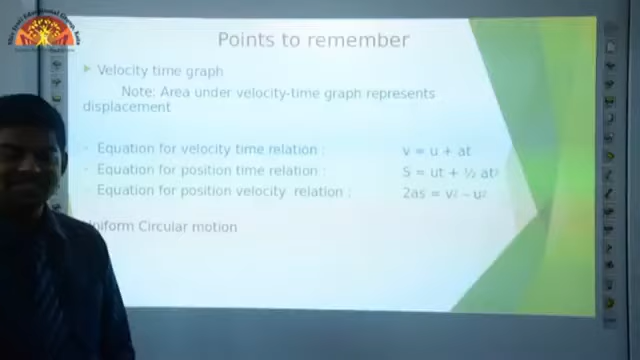 Points to remember
Velocity time graph
Note: Area under velocity-time graph represents
displacement
- Equation for velocity time relation : v = u + at
- Equation for position time relation : S = ut + ½ at²
Equation for position velocity relation : 2as = v² – u²
Uniform Circular motion